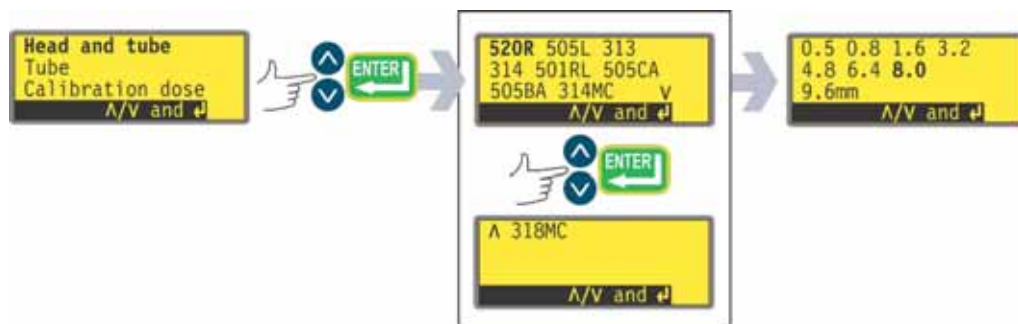 Head and tube
Tube
Calibration dose
Λ/V and ↵
ENTER
520R 505L 313
314 501RL 505CA
505BA 314MC V
Λ/V and ↵
ENTER
Λ 318MC
Λ/V and ↵
0.5 0.8 1.6 3.2
4.8 6.4 8.0
9.6mm
Λ/V and ↵